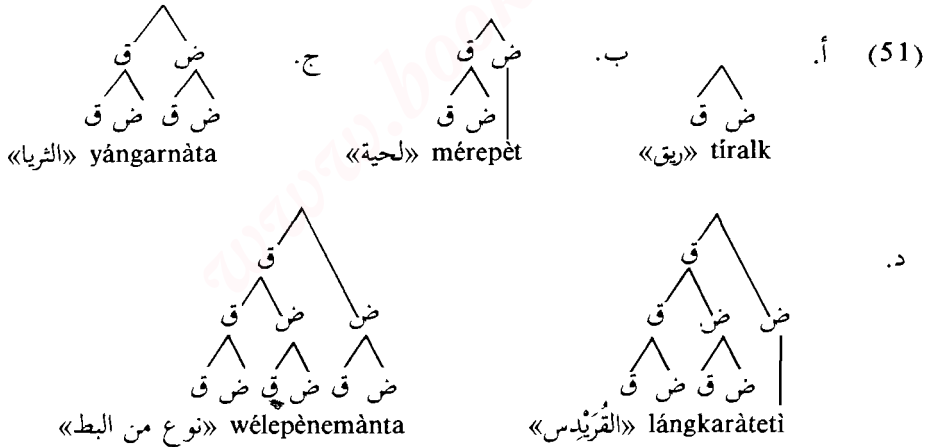 (51) أ. ب. ج.
ق ض
ق ض
ق ض ق ض
ق ض
ق ض
tíralk «ريق»
mérepèt «لحية»
yángarnàta «الثريا»
د.
ق
ق
ق ض ض
ق ض ض
ق ض ق ض
ق ض ق ض ق ض
lángkaràtetì «القُرَيْدِس»
wélepènemànta «نوع من البط»